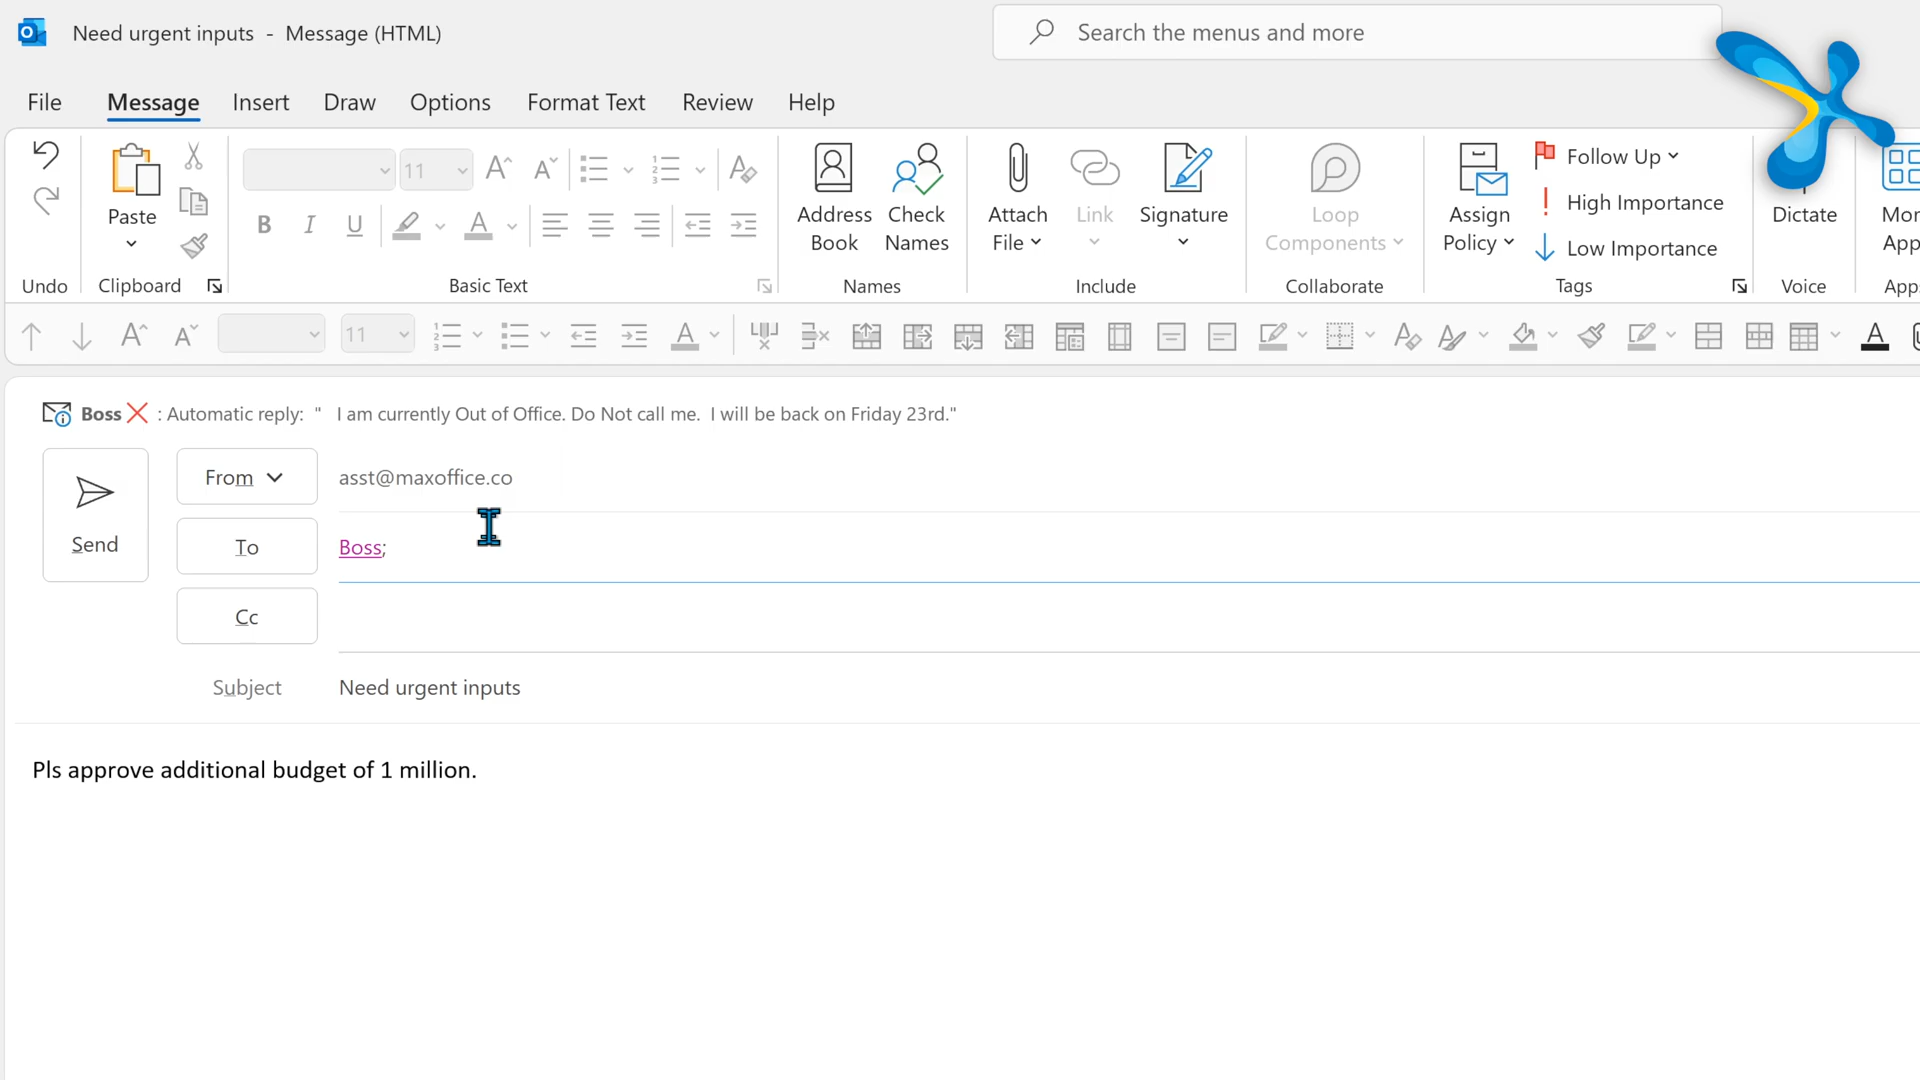 Need urgent inputs - Message (HTML)
Search the menus and more
File Message Insert Draw Options Format Text Review Help
Undo
Paste
Clipboard
11
B I U
Basic Text
Address Book
Check Names
Names
Attach File
Link
Signature
Include
Loop Components
Collaborate
Assign Policy
Follow Up
High Importance
Low Importance
Tags
Dictate
Voice
11
Boss : Automatic reply: " I am currently Out of Office. Do Not call me. I will be back on Friday 23rd."
Send
From asst@maxoffice.co
To Boss;
Cc
Subject Need urgent inputs
Pls approve additional budget of 1 million.